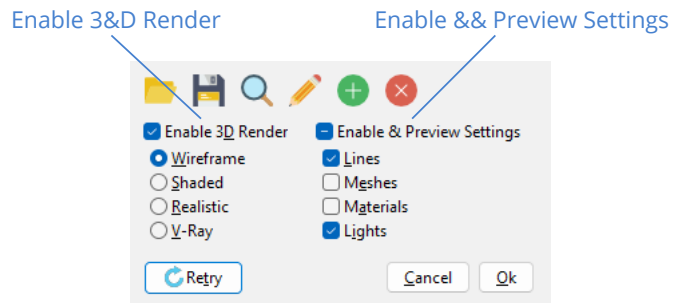 Enable 3&D Render Enable && Preview Settings
Enable 3D Render Enable & Preview Settings
Wireframe Lines
Shaded Meshes
Realistic Materials
V-Ray Lights
Retry Cancel Ok